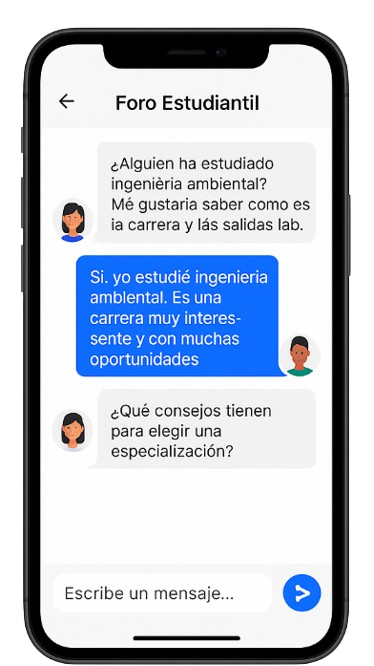 Foro Estudiantil
¿Alguien ha estudiado
ingenièria ambiental?
Mé gustaria saber como es
ia carrera y lás salidas lab.
Si. yo estudié ingenieria
amblental. Es una
carrera muy interes-
sente y con muchas
oportunidades
¿Qué consejos tienen
para elegir una
especialización?
Escribe un mensaje...